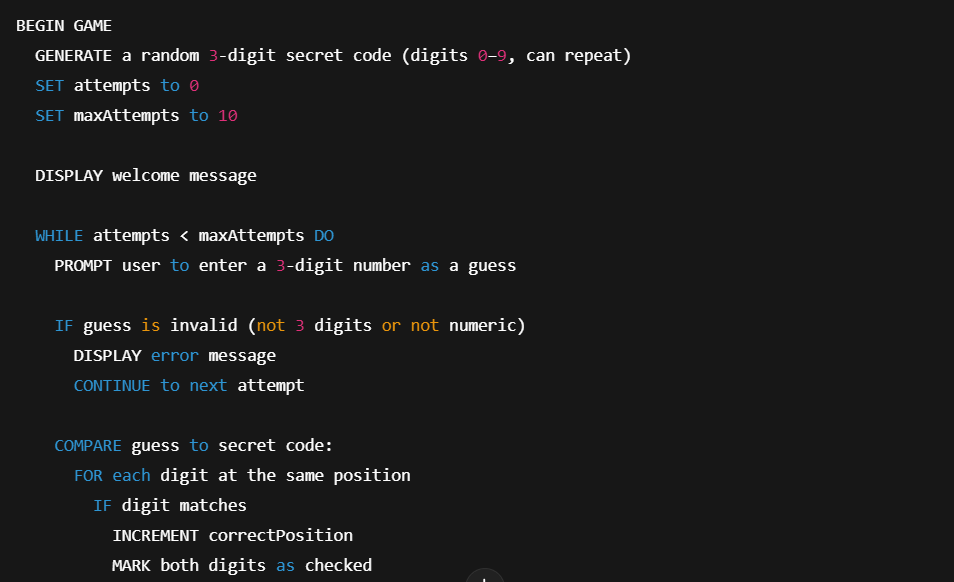 BEGIN GAME
GENERATE a random 3-digit secret code (digits 0–9, can repeat)
SET attempts to 0
SET maxAttempts to 10
DISPLAY welcome message
WHILE attempts < maxAttempts DO
PROMPT user to enter a 3-digit number as a guess
IF guess is invalid (not 3 digits or not numeric)
DISPLAY error message
CONTINUE to next attempt
COMPARE guess to secret code:
FOR each digit at the same position
IF digit matches
INCREMENT correctPosition
MARK both digits as checked